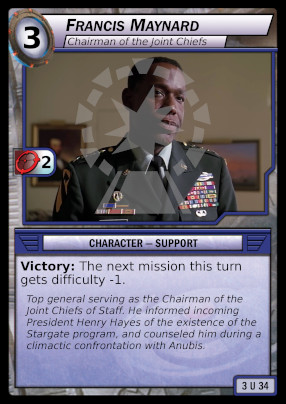 3
FRANCIS MAYNARD
Chairman of the Joint Chiefs
2
CHARACTER – SUPPORT
Victory: The next mission this turn
gets difficulty -1.
Top general serving as the Chairman of the
Joint Chiefs of Staff. He informed incoming
President Henry Hayes of the existence of the
Stargate program, and counseled him during a
climactic confrontation with Anubis.
3 U 34